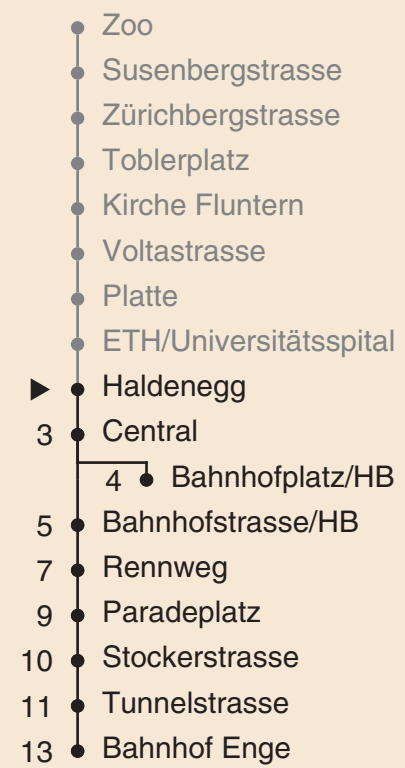 Zoo
Susenbergstrasse
Zürichbergstrasse
Toblerplatz
Kirche Fluntern
Voltastrasse
Platte
ETH/Universitätsspital
Haldenegg
3 Central
4 Bahnhofplatz/HB
5 Bahnhofstrasse/HB
7 Rennweg
9 Paradeplatz
10 Stockerstrasse
11 Tunnelstrasse
13 Bahnhof Enge